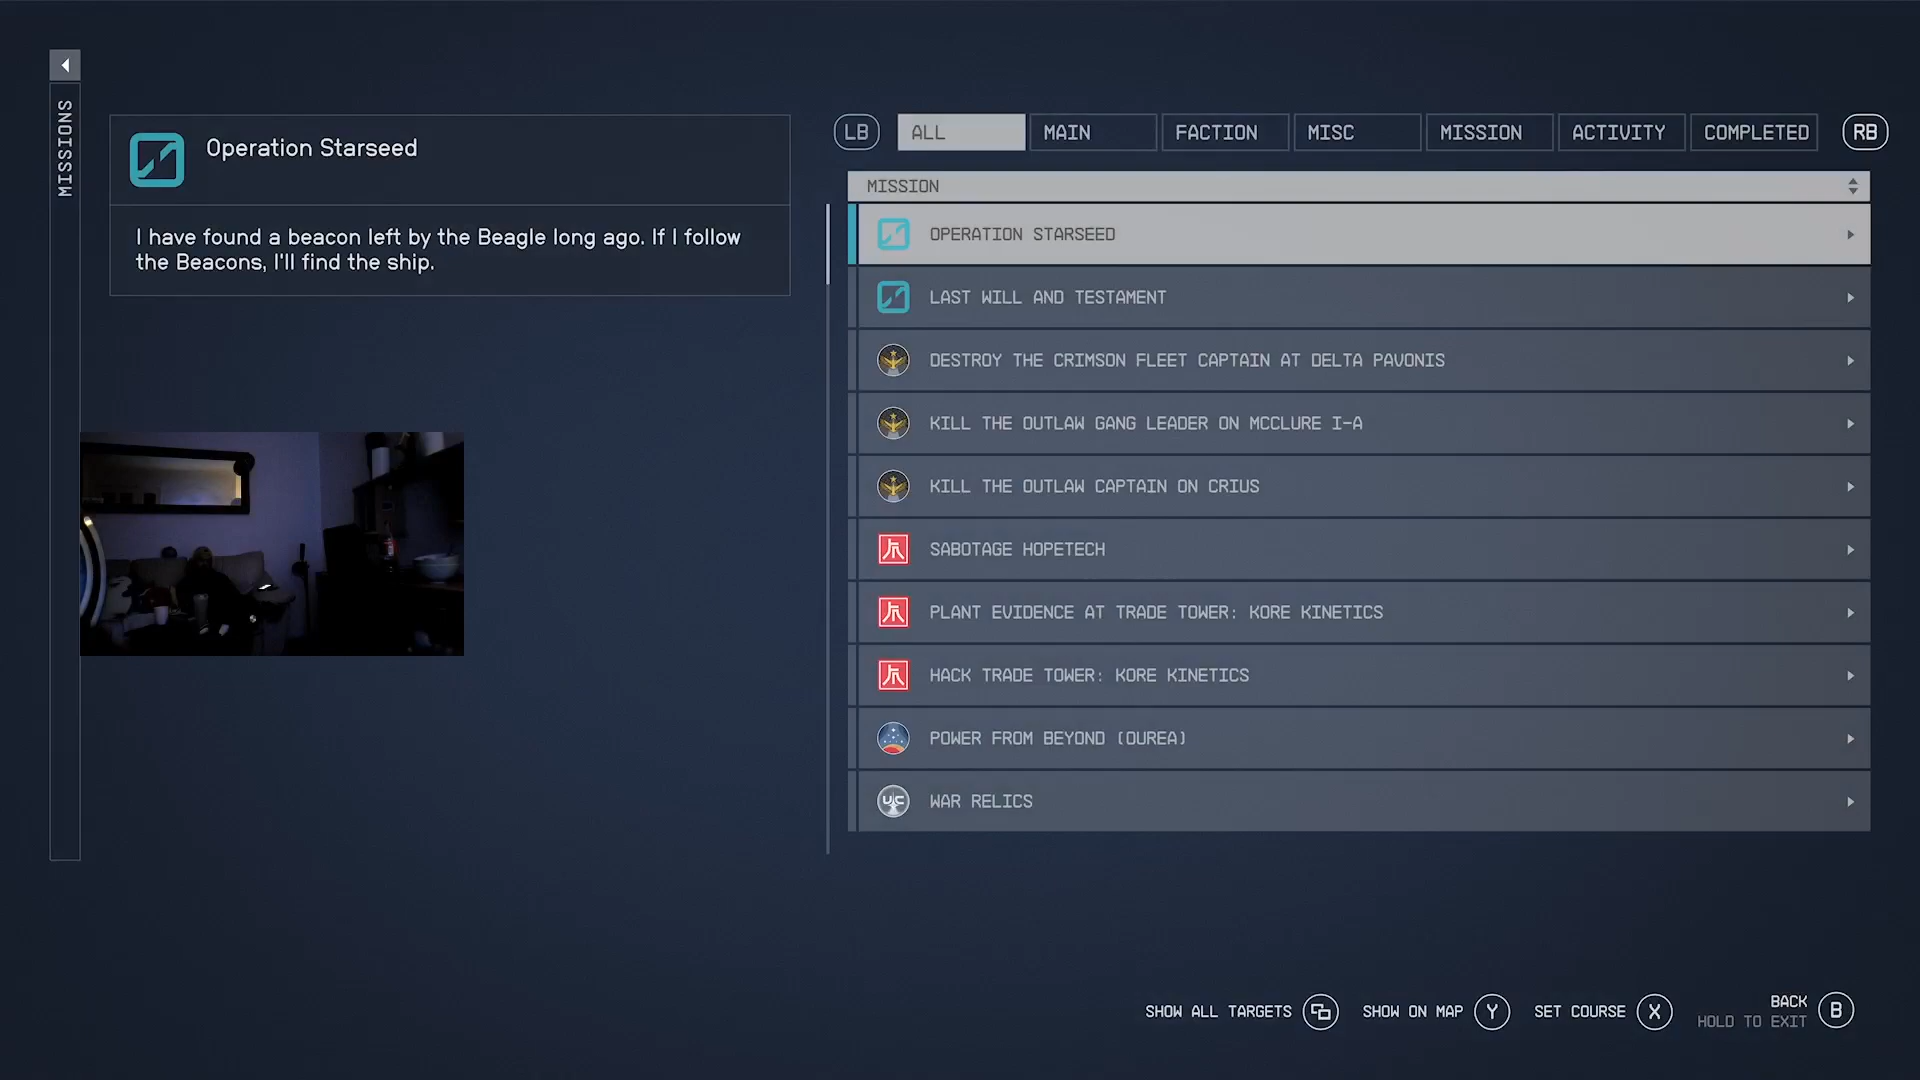 MISSIONS
Operation Starseed
I have found a beacon left by the Beagle long ago. If I follow
the Beacons, I'll find the ship.
LB
ALL
MAIN
FACTION
MISC
MISSION
ACTIVITY
COMPLETED
RB
MISSION
OPERATION STARSEED
LAST WILL AND TESTAMENT
DESTROY THE CRIMSON FLEET CAPTAIN AT DELTA PAVONIS
KILL THE OUTLAW GANG LEADER ON MCCLURE I-A
KILL THE OUTLAW CAPTAIN ON CRIUS
SABOTAGE HOPETECH
PLANT EVIDENCE AT TRADE TOWER: KORE KINETICS
HACK TRADE TOWER: KORE KINETICS
POWER FROM BEYOND (OUREA)
UC
WAR RELICS
SHOW ALL TARGETS
SHOW ON MAP
Y
SET COURSE
X
BACK
HOLD TO EXIT
B